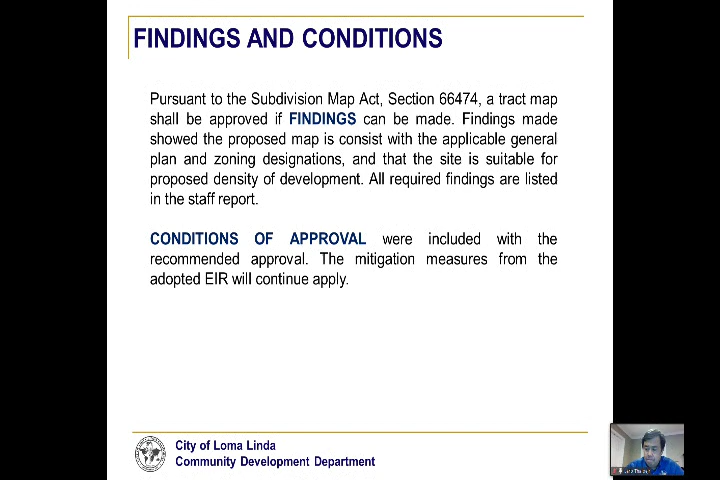 FINDINGS AND CONDITIONS
Pursuant to the Subdivision Map Act, Section 66474, a tract map
shall be approved if FINDINGS can be made. Findings made
showed the proposed map is consist with the applicable general
plan and zoning designations, and that the site is suitable for
proposed density of development. All required findings are listed
in the staff report.
CONDITIONS OF APPROVAL were included with the
recommended approval. The mitigation measures from the
adopted EIR will continue apply.
City of Loma Linda
Community Development Department